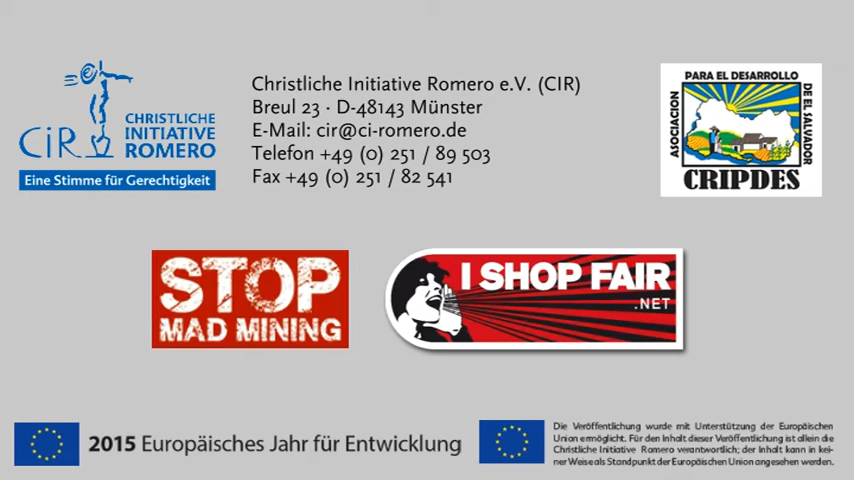 CiR
CHRISTLICHE
INITIATIVE
ROMERO
Eine Stimme für Gerechtigkeit
Christliche Initiative Romero e.V. (CIR)
Breul 23 · D-48143 Münster
E-Mail: cir@ci-romero.de
Telefon +49 (0) 251 / 89 503
Fax +49 (0) 251 / 82 541
ASOCIACION
PARA EL DESARROLLO
DE EL SALVADOR
CRIPDES
STOP
MAD MINING
I SHOP FAIR
.NET
2015 Europäisches Jahr für Entwicklung
Die Veröffentlichung wurde mit Unterstützung der Europäischen
Union ermöglicht. Für den Inhalt dieser Veröffentlichung ist allein die
Christliche Initiative Romero verantwortlich; der Inhalt kann in kei-
ner Weise als Standpunkt der Europäischen Union angesehen werden.